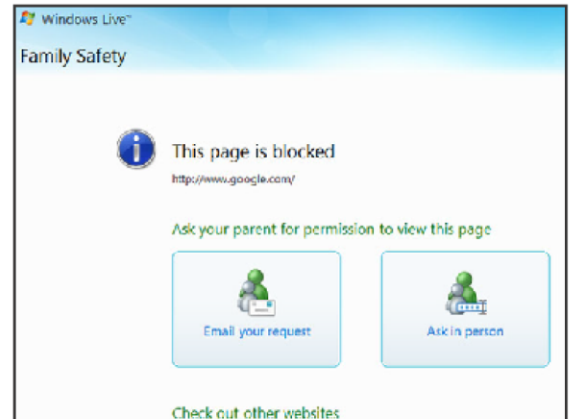 Windows Live™
Family Safety
This page is blocked
http://www.google.com/
Ask your parent for permission to view this page
Email your request
Ask in person
Check out other websites